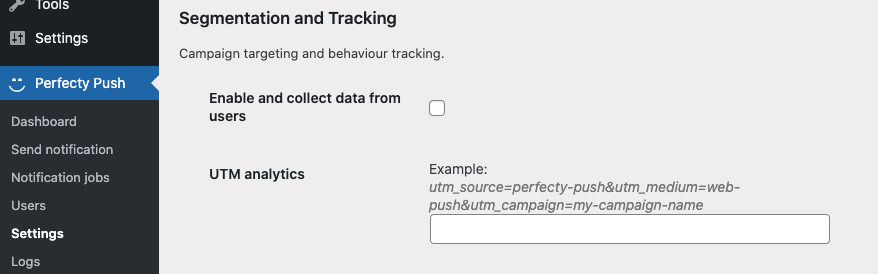 Tools
Settings
Perfecty Push
Dashboard
Send notification
Notification jobs
Users
Settings
Logs
Segmentation and Tracking
Campaign targeting and behaviour tracking.
Enable and collect data from
users
UTM analytics
Example:
utm_source=perfecty-push&utm_medium=web-
push&utm_campaign=my-campaign-name